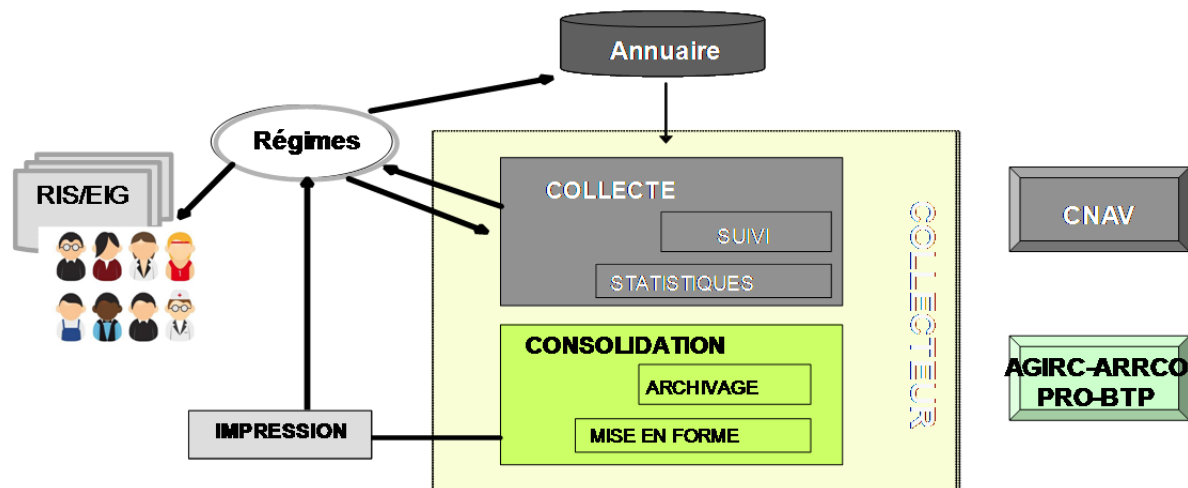 Annuaire
Régimes
RIS/EIG
COLLECTE
SUIVI
STATISTIQUES
COLLECTEUR
CNAV
CONSOLIDATION
ARCHIVAGE
MISE EN FORME
IMPRESSION
AGIRC-ARRCO
PRO-BTP